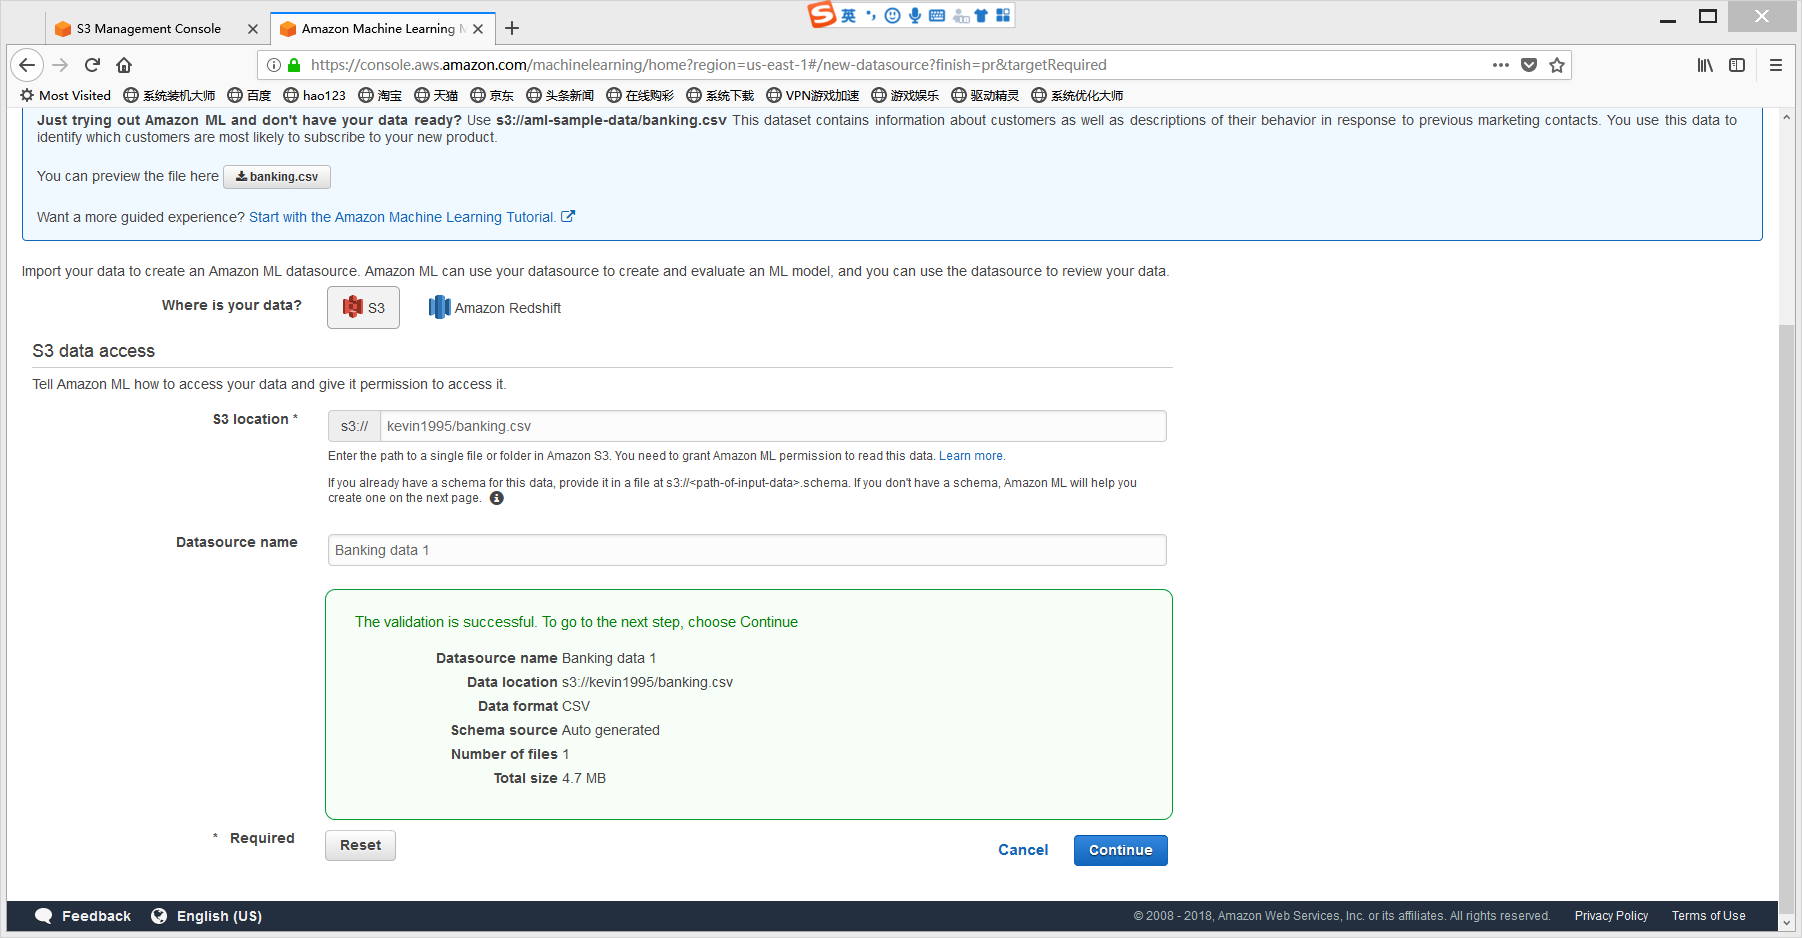 S3 Management Console
Amazon Machine Learning
英
https://console.aws.amazon.com/machinelearning/home?region=us-east-1#/new-datasource?finish=pr&targetRequired
Most Visited 系统装机大师 百度 hao123 淘宝 天猫 京东 头条新闻 在线购彩 系统下载 VPN游戏加速 游戏娱乐 驱动精灵 系统优化大师
Just trying out Amazon ML and don't have your data ready? Use s3://aml-sample-data/banking.csv This dataset contains information about customers as well as descriptions of their behavior in response to previous marketing contacts. You use this data to
identify which customers are most likely to subscribe to your new product.
You can preview the file here banking.csv
Want a more guided experience? Start with the Amazon Machine Learning Tutorial.
Import your data to create an Amazon ML datasource. Amazon ML can use your datasource to create and evaluate an ML model, and you can use the datasource to review your data.
Where is your data? S3 Amazon Redshift
S3 data access
Tell Amazon ML how to access your data and give it permission to access it.
S3 location * s3:// kevin1995/banking.csv
Enter the path to a single file or folder in Amazon S3. You need to grant Amazon ML permission to read this data. Learn more.
If you already have a schema for this data, provide it in a file at s3://<path-of-input-data>.schema. If you don't have a schema, Amazon ML will help you
create one on the next page.
Datasource name Banking data 1
The validation is successful. To go to the next step, choose Continue
Datasource name Banking data 1
Data location s3://kevin1995/banking.csv
Data format CSV
Schema source Auto generated
Number of files 1
Total size 4.7 MB
* Required Reset Cancel Continue
Feedback English (US) © 2008 - 2018, Amazon Web Services, Inc. or its affiliates. All rights reserved. Privacy Policy Terms of Use